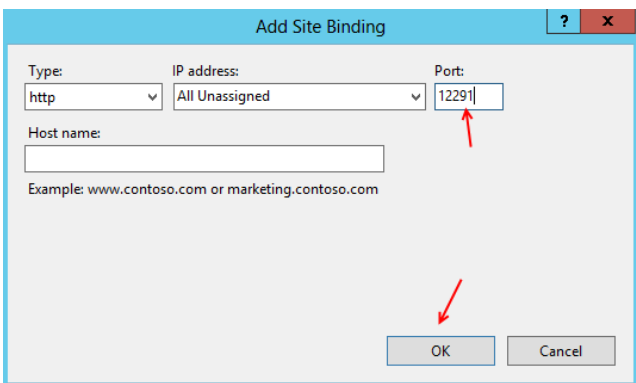 Add Site Binding
? x
Type: IP address: Port:
http All Unassigned 12291
Host name:
Example: www.contoso.com or marketing.contoso.com
OK Cancel